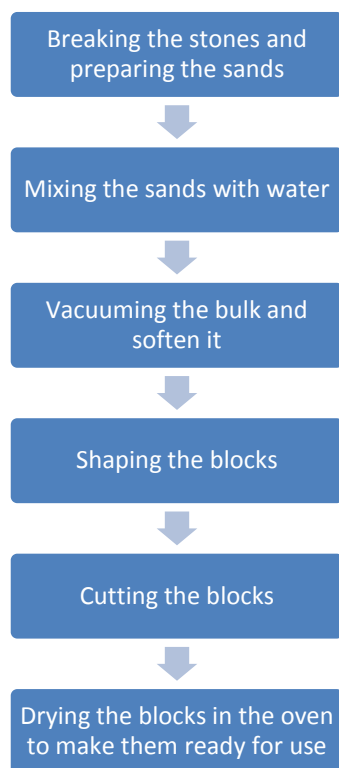 Breaking the stones and
preparing the sands
Mixing the sands with water
Vacuuming the bulk and
soften it
Shaping the blocks
Cutting the blocks
Drying the blocks in the oven
to make them ready for use